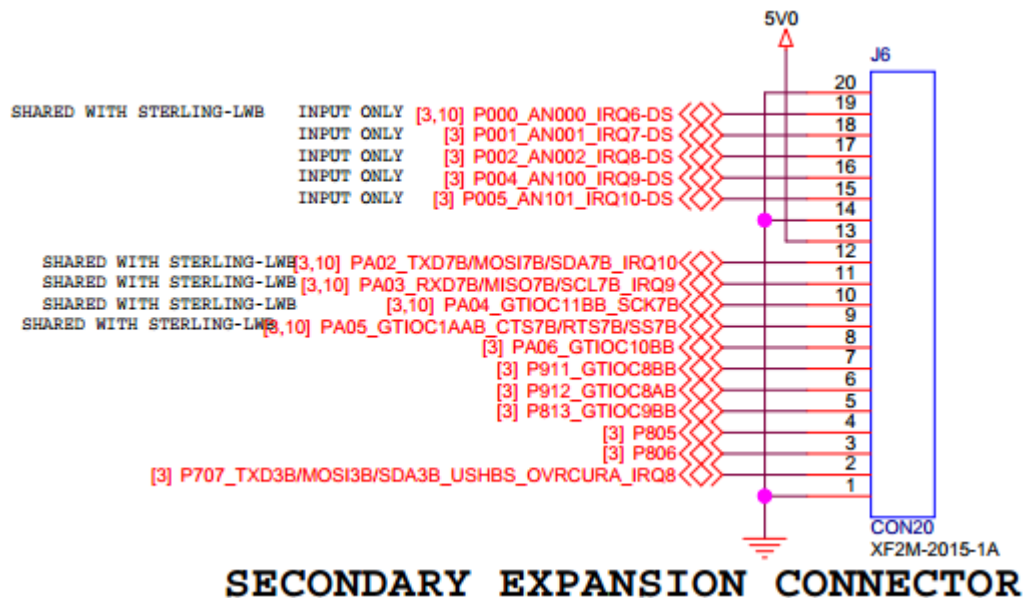 5V0
J6
20
SHARED WITH STERLING-LWB INPUT ONLY [3,10] P000_AN000_IRQ6-DS 19
INPUT ONLY [3] P001_AN001_IRQ7-DS 18
INPUT ONLY [3] P002_AN002_IRQ8-DS 17
INPUT ONLY [3] P004_AN100_IRQ9-DS 16
INPUT ONLY [3] P005_AN101_IRQ10-DS 15
14
13
SHARED WITH STERLING-LWB [3,10] PA02_TXD7B/MOSI7B/SDA7B_IRQ10 12
SHARED WITH STERLING-LWB [3,10] PA03_RXD7B/MISO7B/SCL7B_IRQ9 11
SHARED WITH STERLING-LWB [3,10] PA04_GTIOC11BB_SCK7B 10
SHARED WITH STERLING-LWB [3,10] PA05_GTIOC1AAB_CTS7B/RTS7B/SS7B 9
[3] PA06_GTIOC10BB 8
[3] P911_GTIOC8BB 7
[3] P912_GTIOC8AB 6
[3] P813_GTIOC9BB 5
[3] P805 4
[3] P806 3
[3] P707_TXD3B/MOSI3B/SDA3B_USHBS_OVRCURA_IRQ8 2
1
CON20
XF2M-2015-1A
SECONDARY EXPANSION CONNECTOR